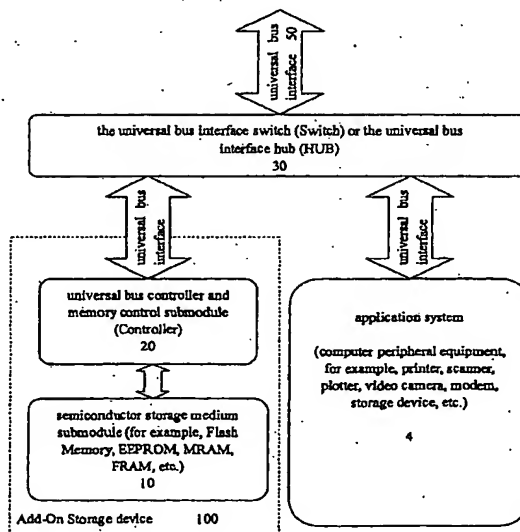 universal bus
interface 50
the universal bus interface switch (Switch) or the universal bus
interface hub (HUB)
30
universal bus
interface
universal bus
interface
universal bus controller and
memory control submodule
(Controller)
20
semiconductor storage medium
submodule (for example, Flash
Memory, EEPROM, MRAM,
FRAM, etc.)
10
Add-On Storage device 100
application system
(computer peripheral equipment,
for example, printer, scanner,
plotter, video camera, modem,
storage device, etc.)
4